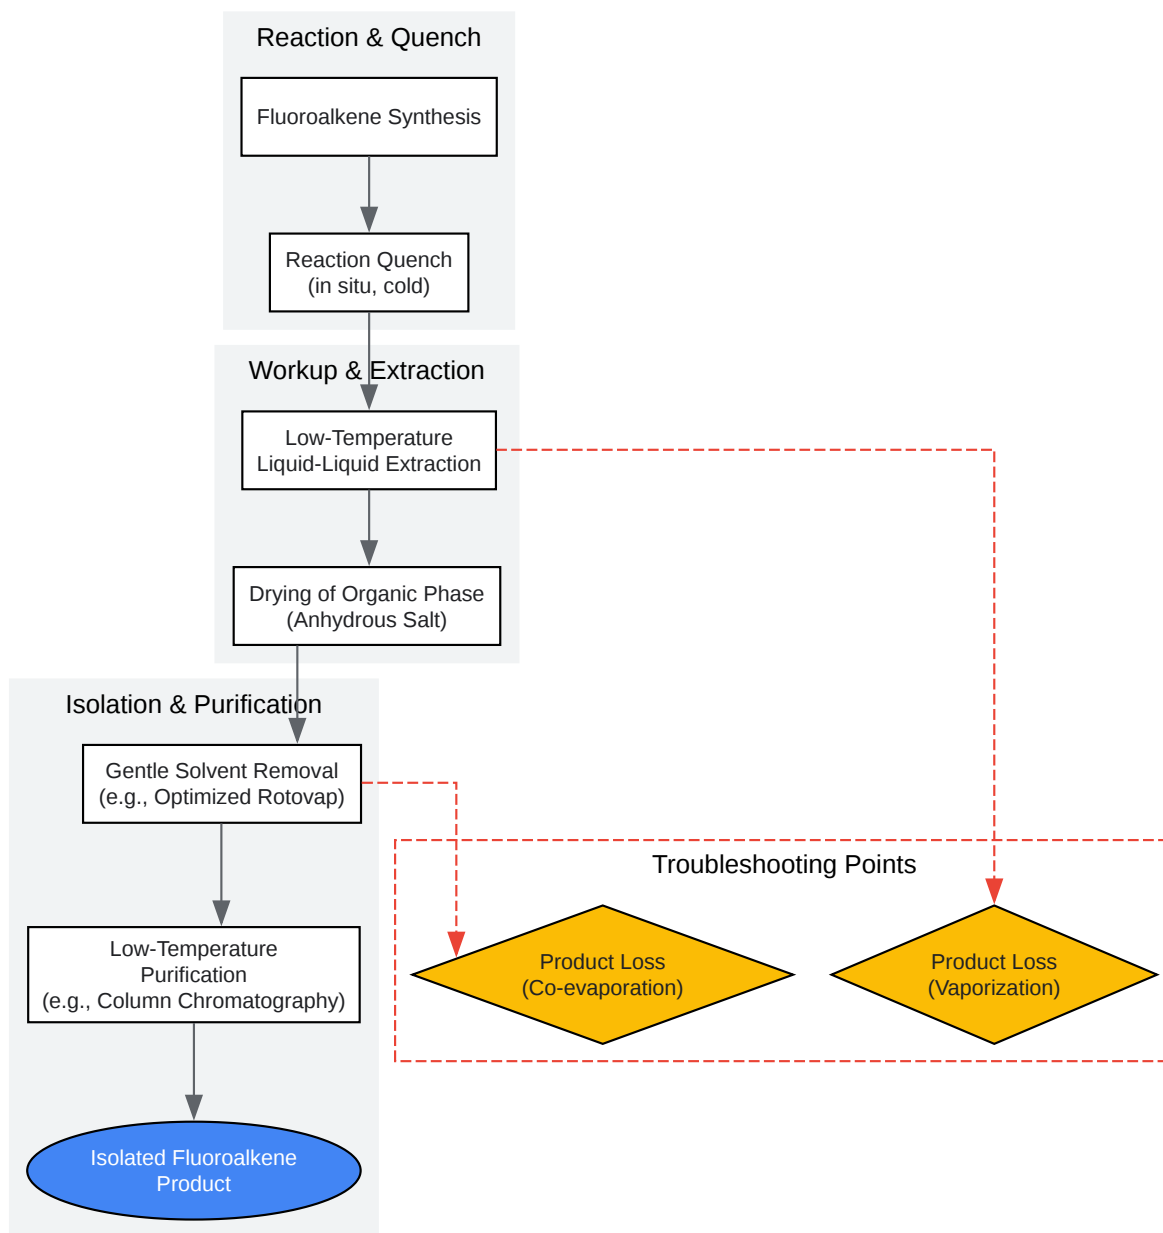 Reaction & Quench
Fluoroalkene Synthesis
Reaction Quench
(in situ, cold)
Workup & Extraction
Low-Temperature
Liquid-Liquid Extraction
Drying of Organic Phase
(Anhydrous Salt)
Isolation & Purification
Gentle Solvent Removal
(e.g., Optimized Rotovap)
Low-Temperature
Purification
(e.g., Column Chromatography)
Isolated Fluoroalkene
Product
Troubleshooting Points
Product Loss
(Co-evaporation)
Product Loss
(Vaporization)